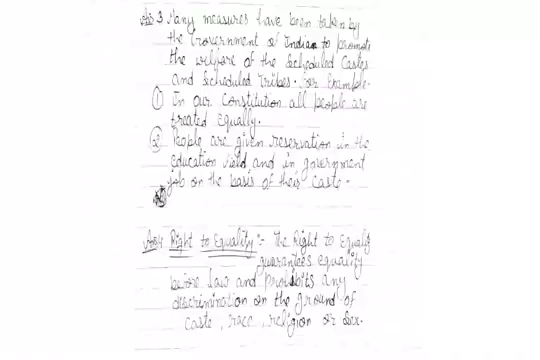 Ans 3 Many measures have been taken by
the Government of Indian to promote
the welfare of the Scheduled Castes
and Scheduled Tribes. for example-
① In our Constitution all people are
treated equally.
② People are given reservation in the
education field and in government
job on the basis of their caste.
Ans4 Right to Equality :- The Right to Equality
guarantees equality
before law and prohibits any
discrimination on the ground of
caste, race, religion or sex.